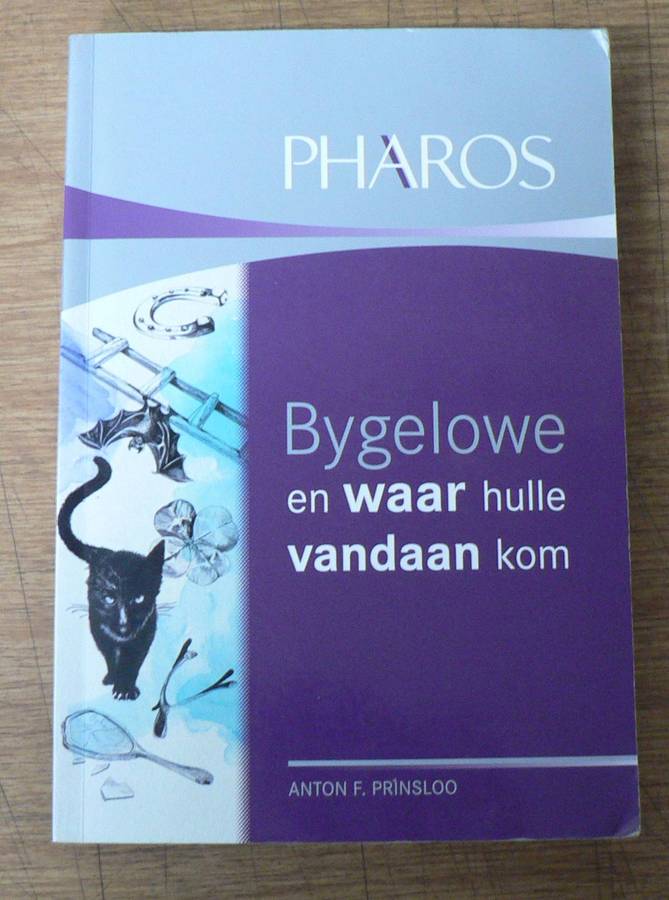 PHAROS
Bygelowe
en waar hulle
vandaan kom
ANTON F. PRINSLOO